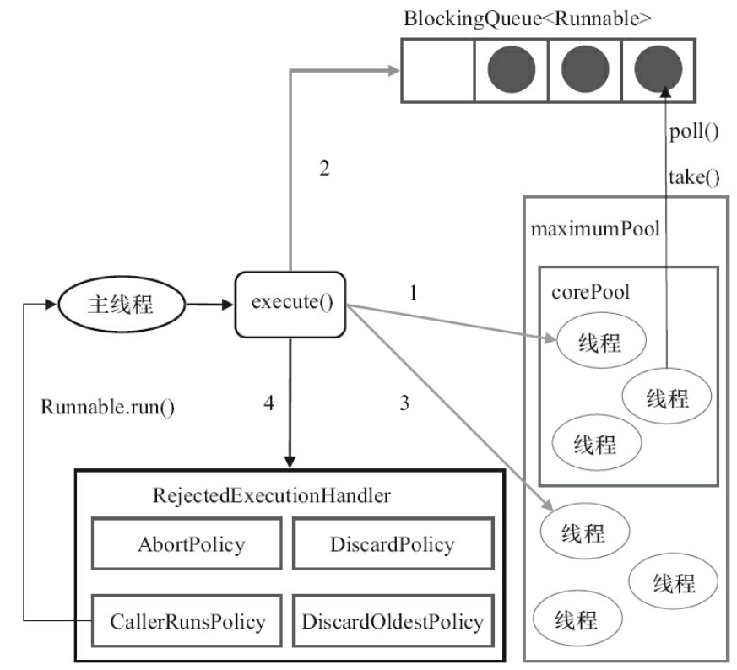 BlockingQueue<Runnable>
poll()
2
take()
maximumPool
corePool
主线程
execute()
1
线程
线程
Runnable.run()
4
3
线程
RejectedExecutionHandler
AbortPolicy
DiscardPolicy
线程
线程
CallerRunsPolicy
DiscardOldestPolicy
线程